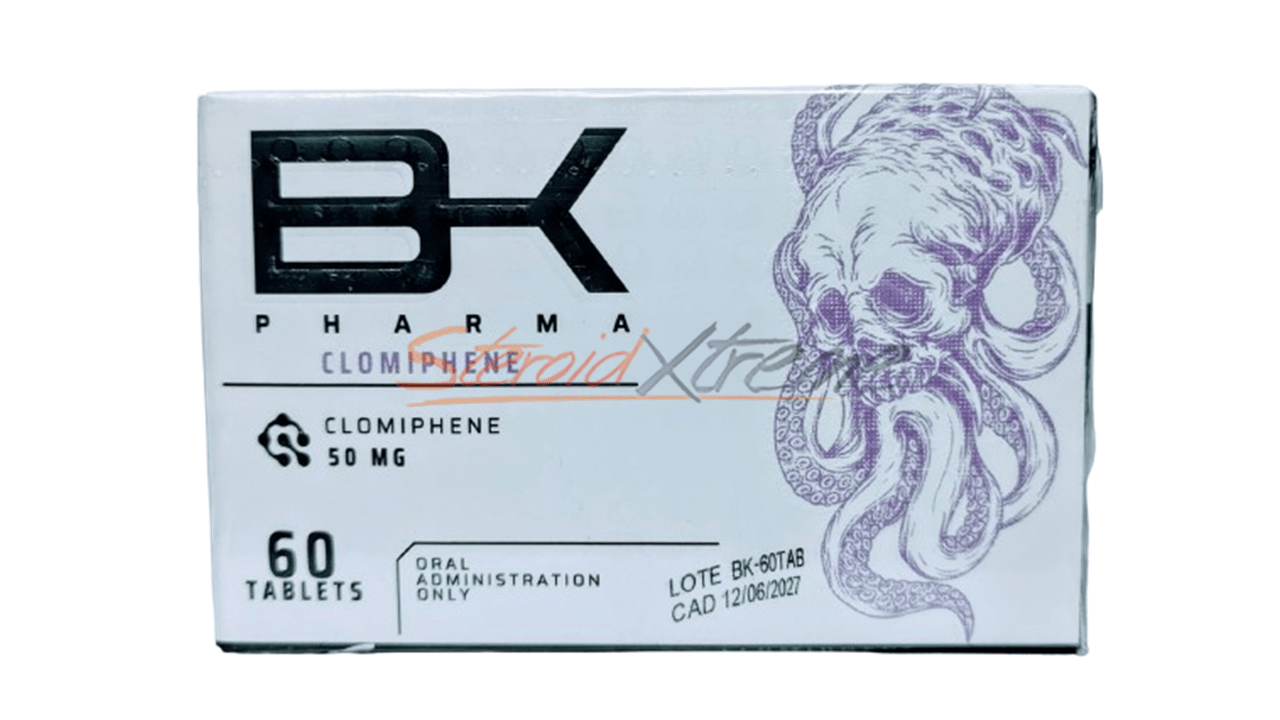 BK
PHARMA
CLOMIPHENE
SteroidXtreme
CLOMIPHENE
50 MG
60
TABLETS
ORAL
ADMINISTRATION
ONLY
LOTE BK-60TAB
CAD 12/06/2027